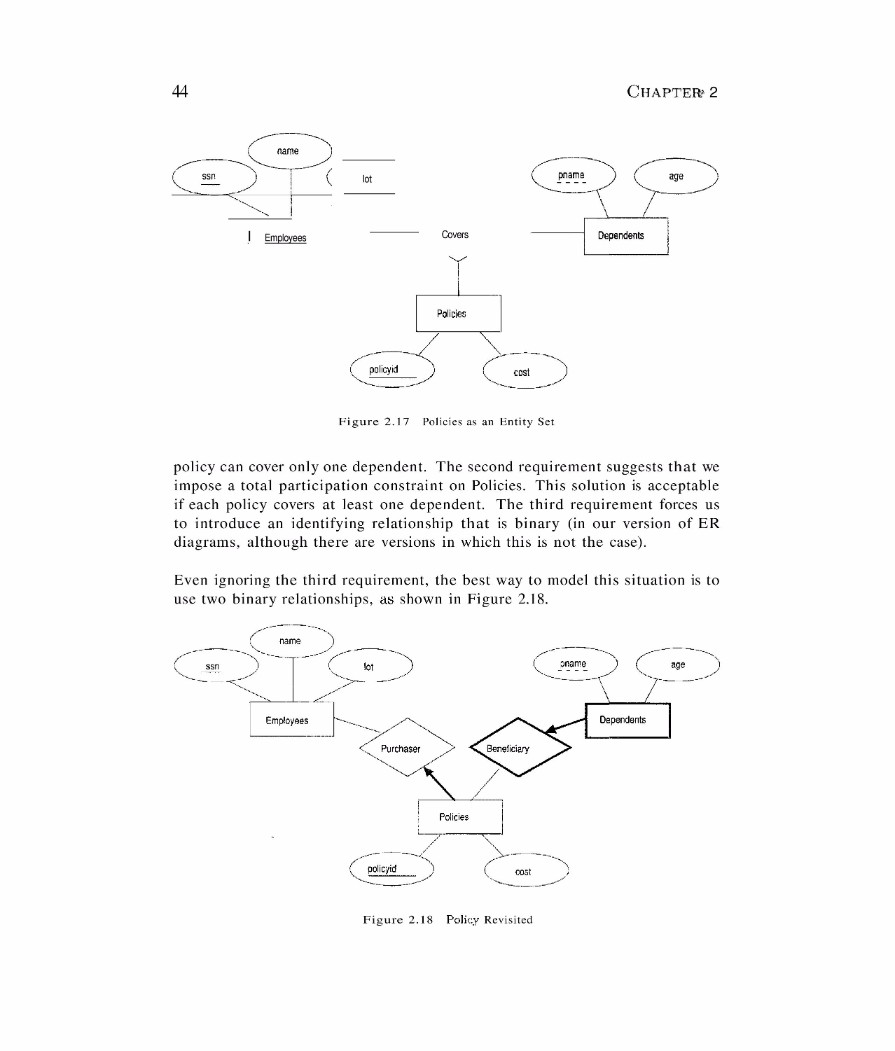 44
CHAPTER 2
name
ssn
lot
pname
age
Employees
Covers
Dependents
Policies
policyid
cost
Figure 2.17 Policies as an Entity Set
policy can cover only one dependent. The second requirement suggests that we
impose a total participation constraint on Policies. This solution is acceptable
if each policy covers at least one dependent. The third requirement forces us
to introduce an identifying relationship that is binary (in our version of ER
diagrams, although there are versions in which this is not the case).
Even ignoring the third requirement, the best way to model this situation is to
use two binary relationships, as shown in Figure 2.18.
name
ssn
lot
pname
age
Employees
Dependents
Purchaser
Beneficiary
Policies
policyid
cost
Figure 2.18 Policy Revisited